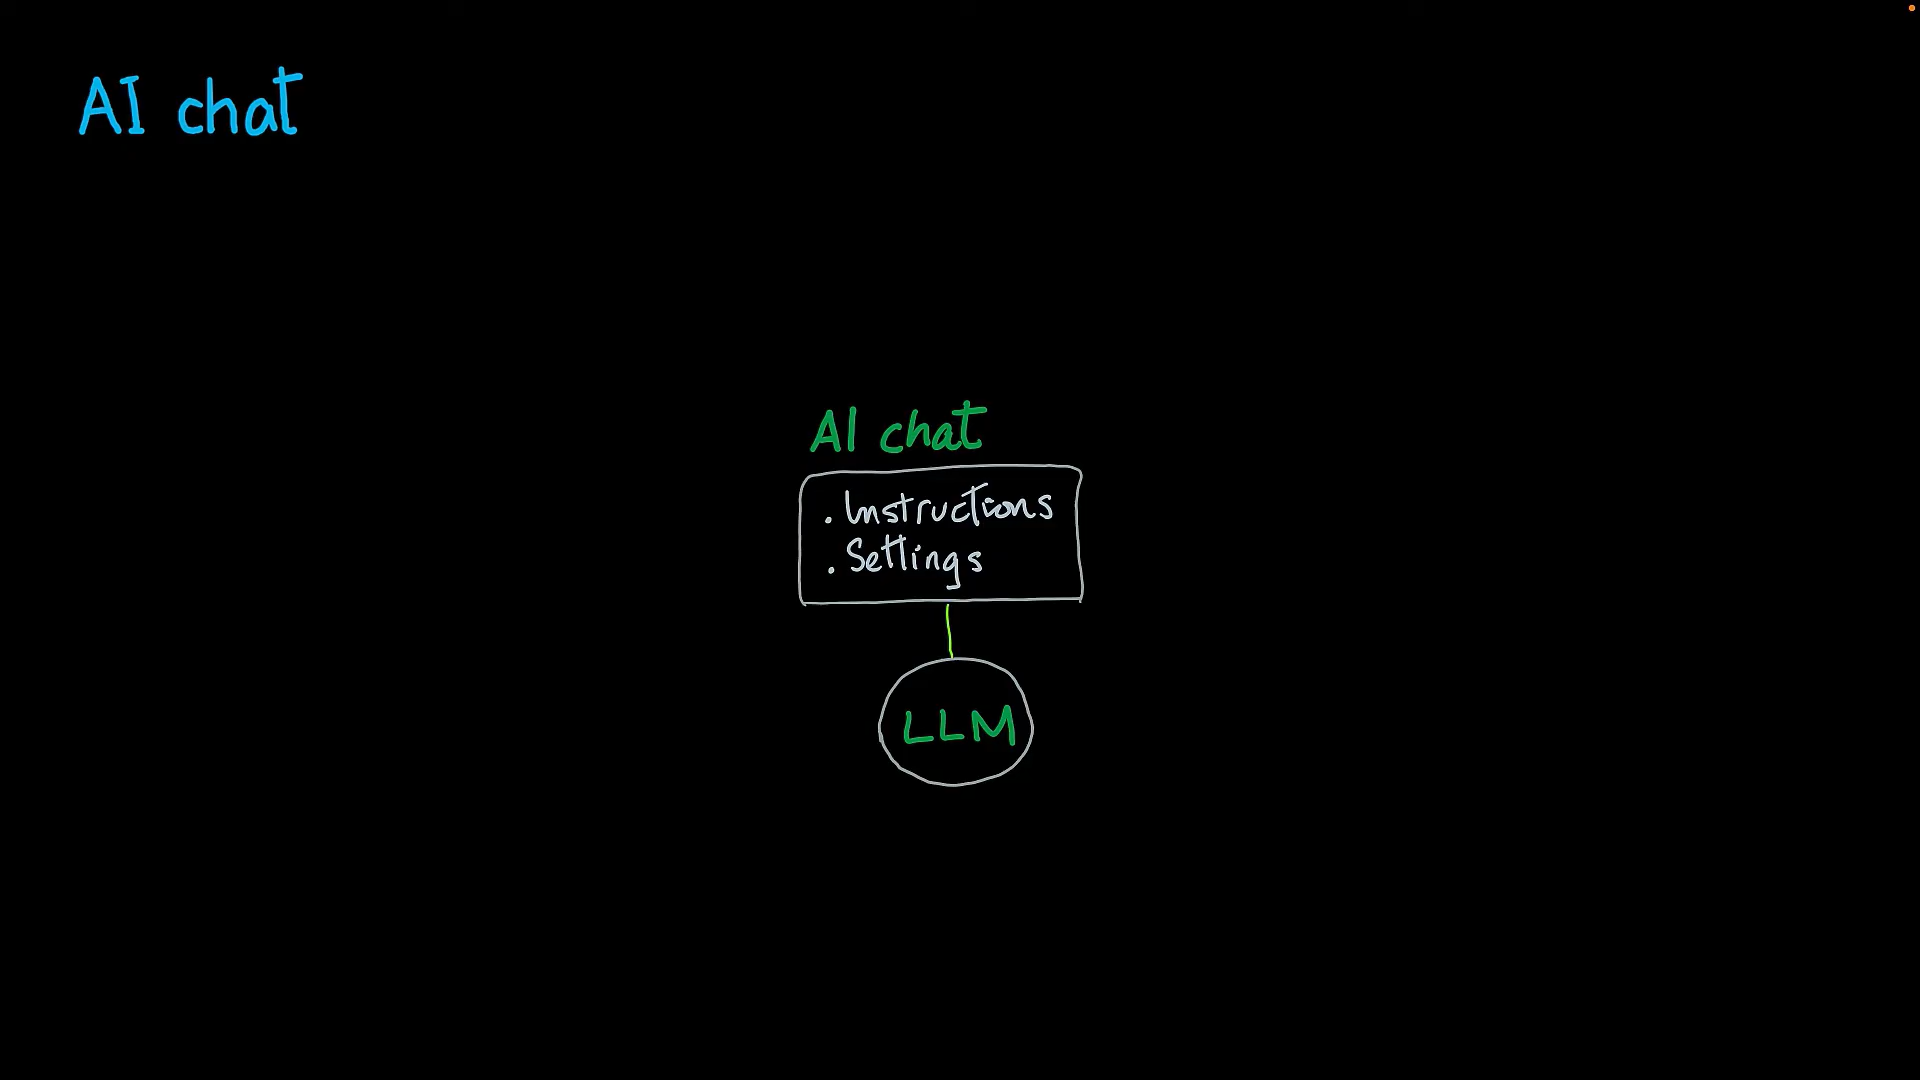 AI chat
AI chat
. Instructions
. Settings
LLM